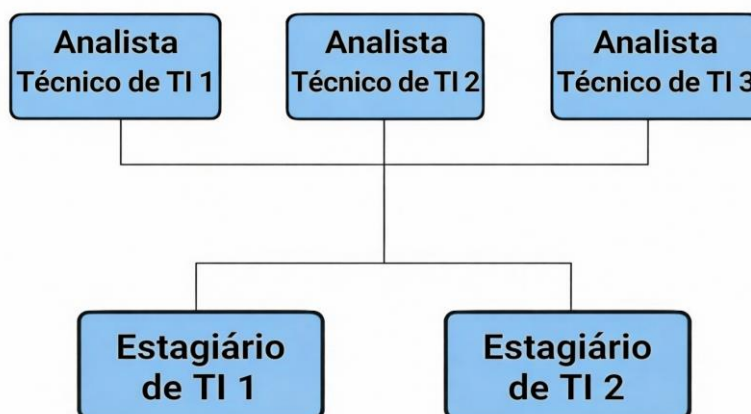 Analista
Técnico de TI 1
Analista
Técnico de TI 2
Analista
Técnico de TI 3
Estagiário
de TI 1
Estagiário
de TI 2